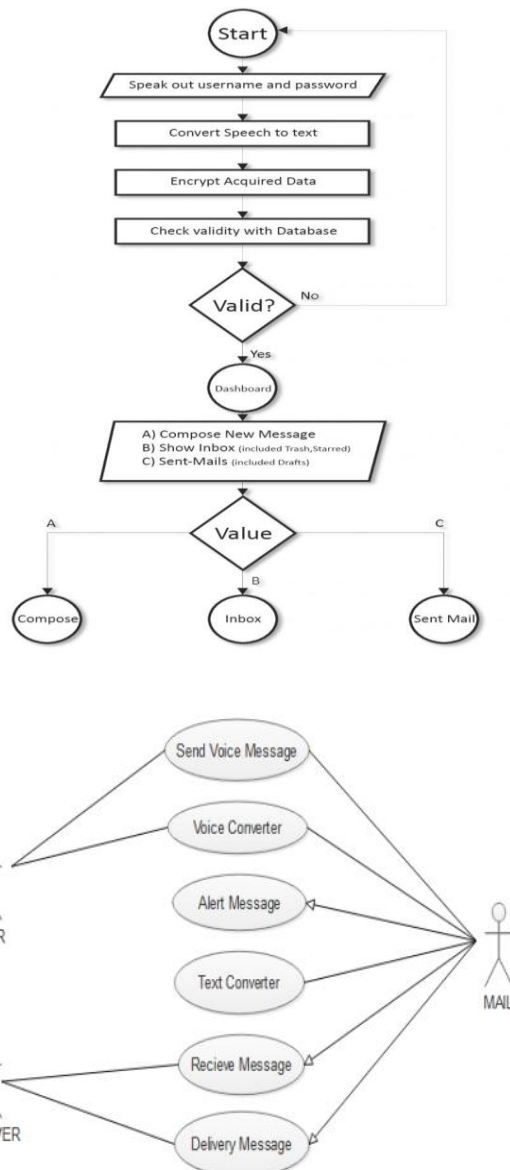 Start
Speak out username and password
Convert Speech to text
Encrypt Acquired Data
Check validity with Database
Valid?
No
Yes
Dashboard
A) Compose New Message
B) Show Inbox (included Trash,Starred)
C) Sent-Mails (included Drafts)
Value
A
B
C
Compose
Inbox
Sent Mail
Send Voice Message
Voice Converter
Alert Message
R
Text Converter
MAIL
Recieve Message
VER
Delivery Message